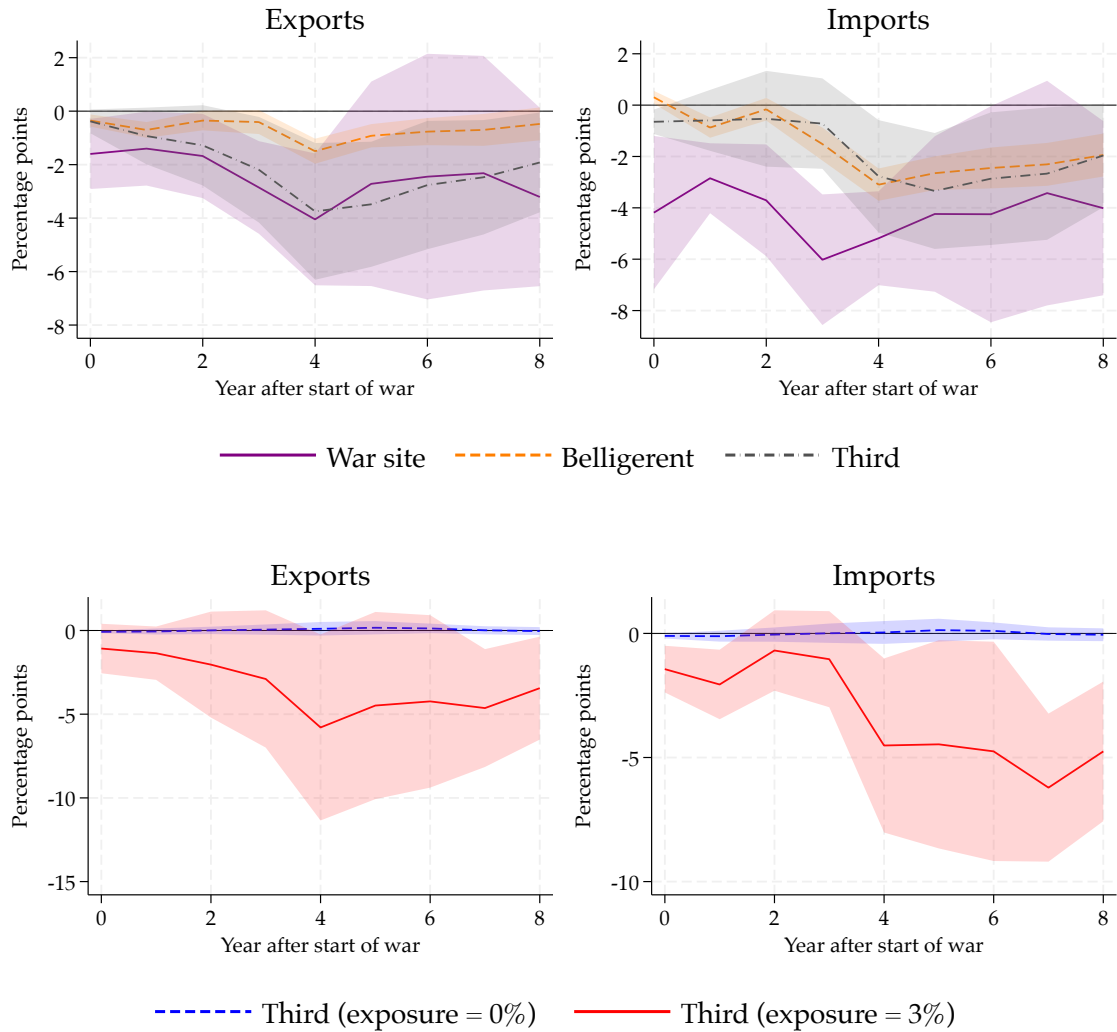 Exports
Percentage points
2
0
-2
-4
-6
-8
0 2 4 6 8
Year after start of war
Imports
Percentage points
2
0
-2
-4
-6
-8
0 2 4 6 8
Year after start of war
War site Belligerent Third
Exports
Percentage points
0
-5
-10
-15
0 2 4 6 8
Year after start of war
Imports
Percentage points
0
-5
-10
0 2 4 6 8
Year after start of war
Third (exposure = 0%) Third (exposure = 3%)